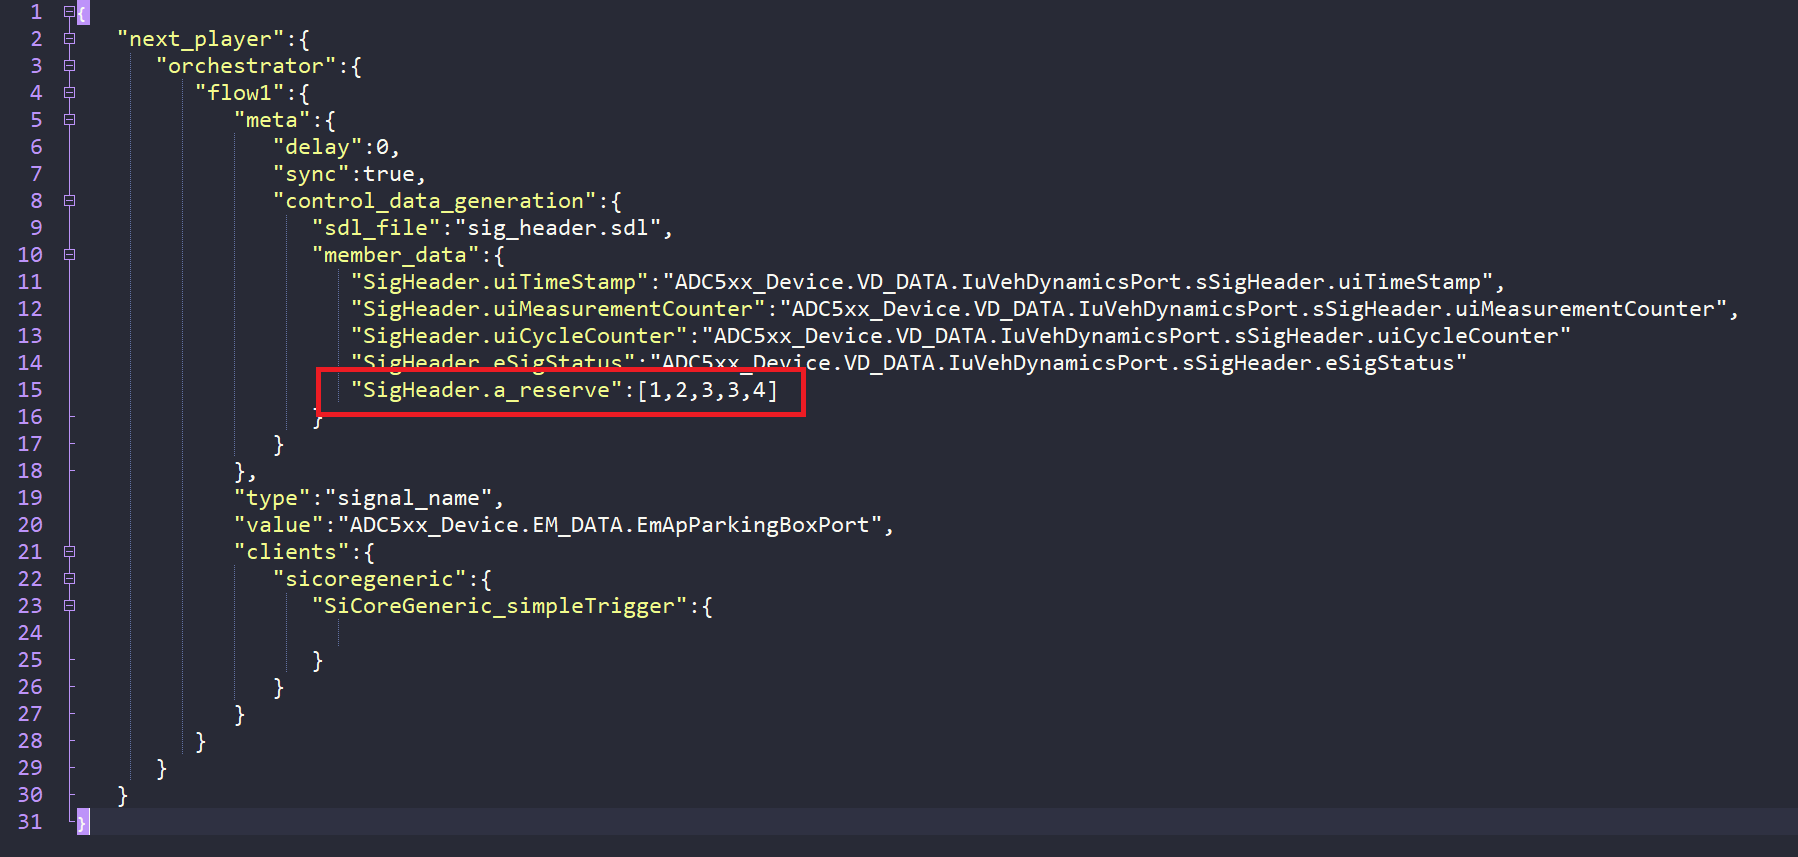 1 {
2 "next_player":{
3 "orchestrator":{
4 "flow1":{
5 "meta":{
6 "delay":0,
7 "sync":true,
8 "control_data_generation":{
9 "sdl_file":"sig_header.sdl",
10 "member_data":{
11 "SigHeader.uiTimeStamp":"ADC5xx_Device.VD_DATA.IuVehDynamicsPort.sSigHeader.uiTimeStamp",
12 "SigHeader.uiMeasurementCounter":"ADC5xx_Device.VD_DATA.IuVehDynamicsPort.sSigHeader.uiMeasurementCounter",
13 "SigHeader.uiCycleCounter":"ADC5xx_Device.VD_DATA.IuVehDynamicsPort.sSigHeader.uiCycleCounter"
14 "SigHeader.eSigStatus":"ADC5xx_Device.VD_DATA.IuVehDynamicsPort.sSigHeader.eSigStatus"
15 "SigHeader.a_reserve":[1,2,3,3,4]
16 }
17 }
18 },
19 "type":"signal_name",
20 "value":"ADC5xx_Device.EM_DATA.EmApParkingBoxPort",
21 "clients":{
22 "sicoregeneric":{
23 "SiCoreGeneric_simpleTrigger":{
24
25 }
26 }
27 }
28 }
29 }
30 }
31 }